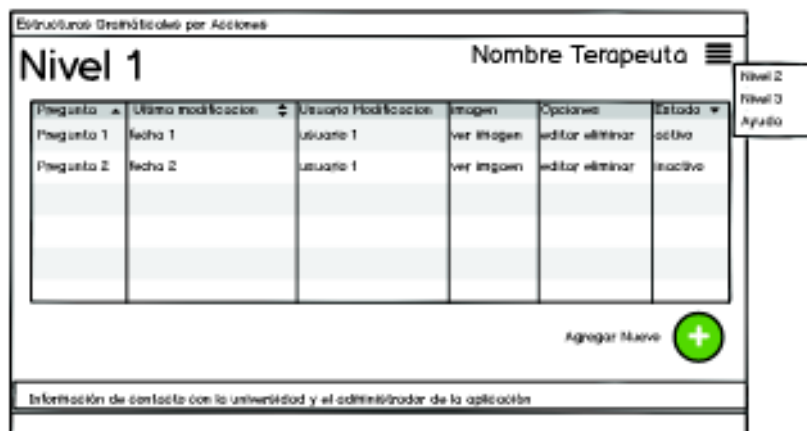 Estructuras Gramáticales por Acciones
Nivel 1
Nombre Terapeuta
Nivel 2
Nivel 3
Ayuda
Pregunta Ultima modificacion Usuario Modificacion Imagen Opciones Estado
Pregunta 1 fecha 1 usuario 1 ver imagen editar eliminar activo
Pregunta 2 fecha 2 usuario 1 ver imgaen editar eliminar inactivo
Agregar Nuevo
Información de contacto con la universidad y el administrador de la aplicación